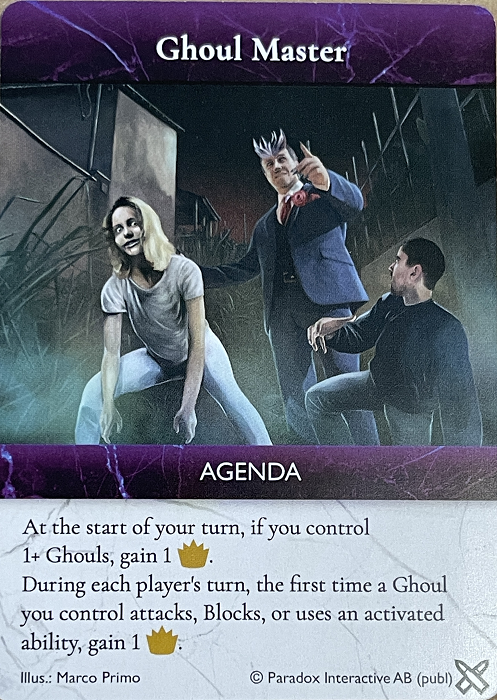 Ghoul Master
AGENDA
At the start of your turn, if you control
1+ Ghouls, gain 1 .
During each player's turn, the first time a Ghoul
you control attacks, Blocks, or uses an activated
ability, gain 1 .
Illus.: Marco Primo © Paradox Interactive AB (publ)